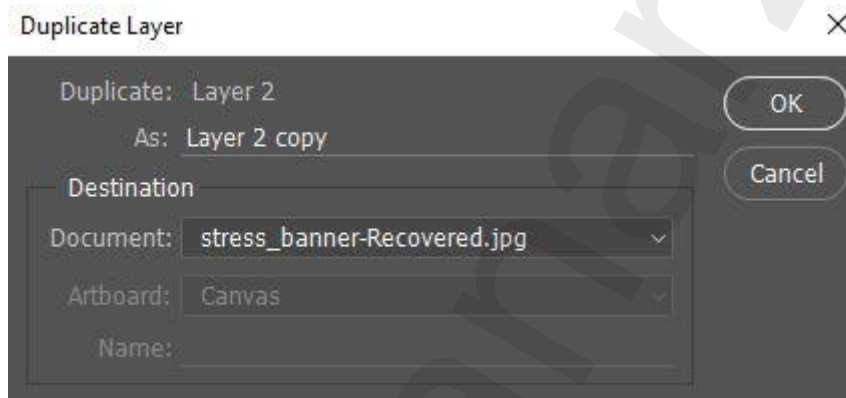 Duplicate Layer
Duplicate: Layer 2
As: Layer 2 copy
OK
Cancel
Destination
Document: stress_banner-Recovered.jpg
Artboard: Canvas
Name: